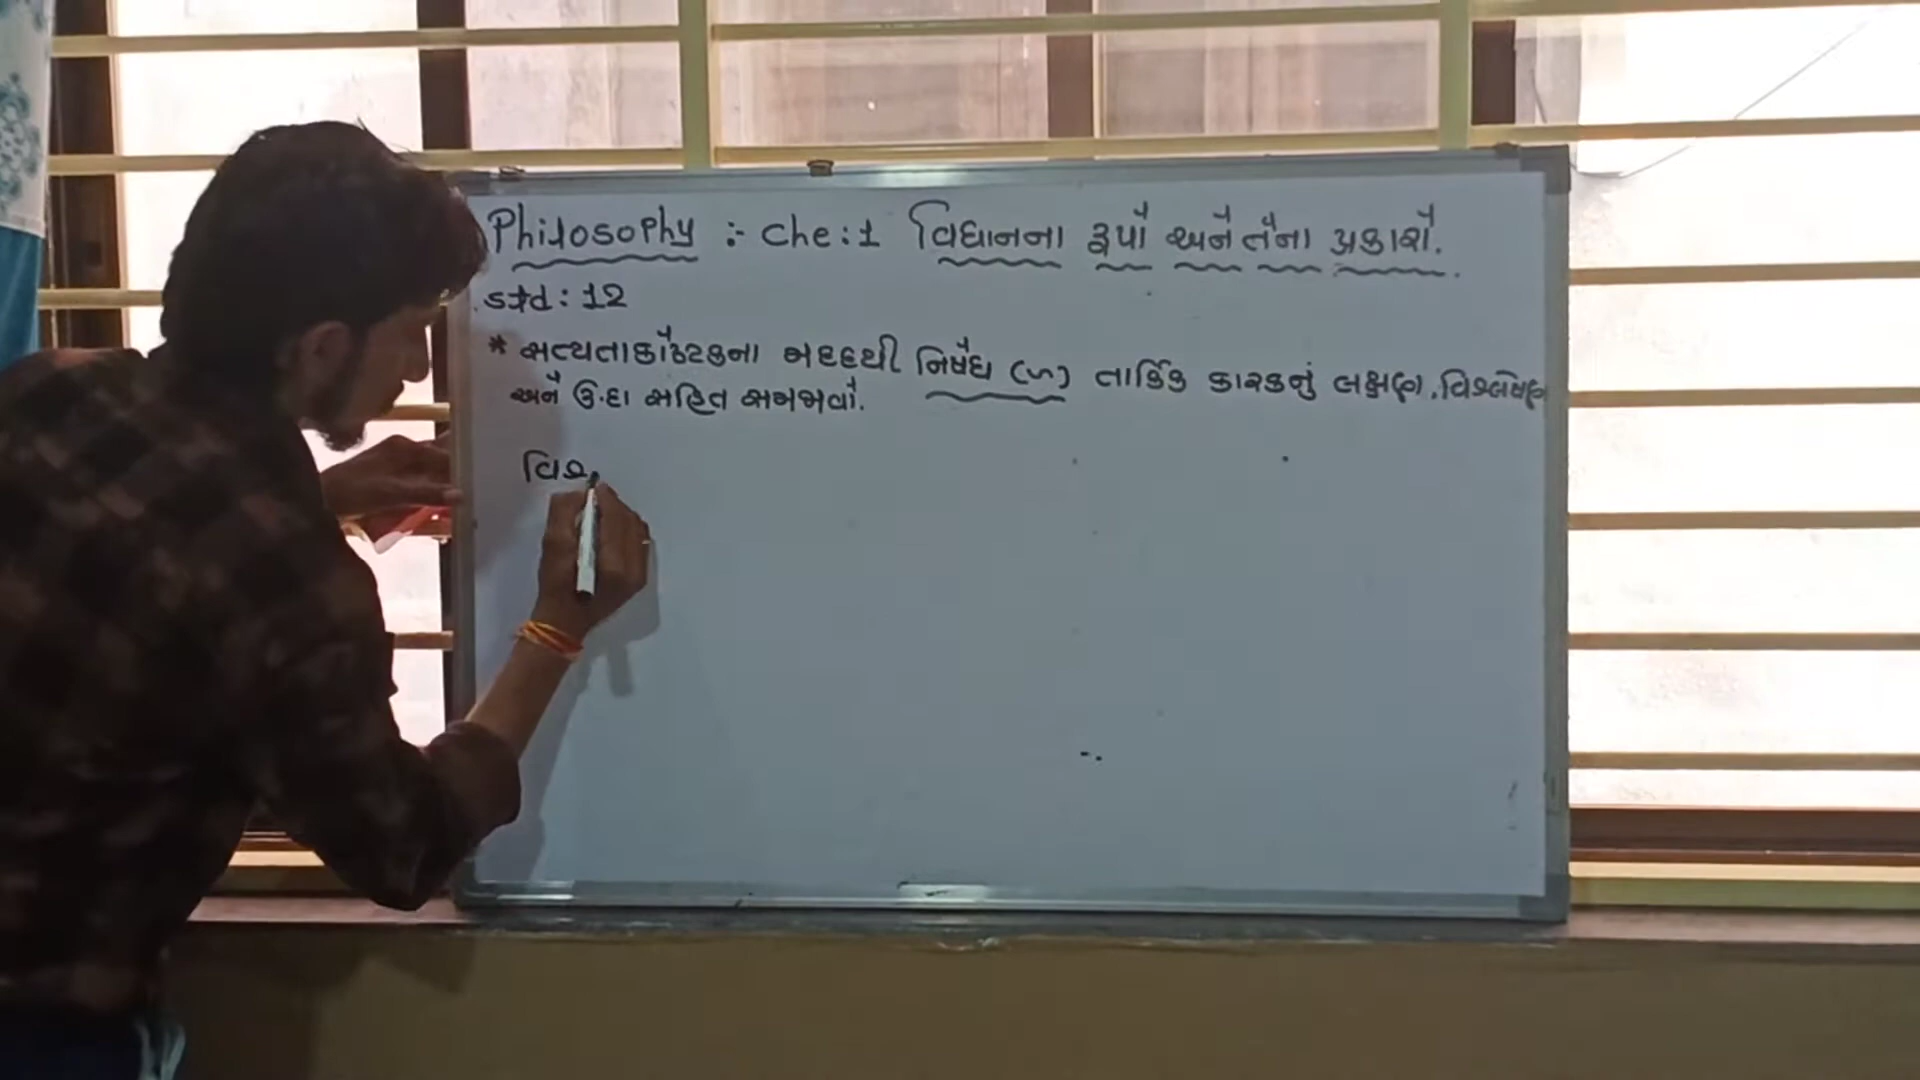 Philosophy :- che:1 વિધાનના રૂપો અને તેના પ્રકારો.
std : 12
* સત્યતાકોષ્ટકના મદદથી નિષેધ (~) તાર્કિક કારકનું લક્ષણ, વિશ્લેષણ
અને ઉ.દા સહિત સમજાવો.
વિશ્